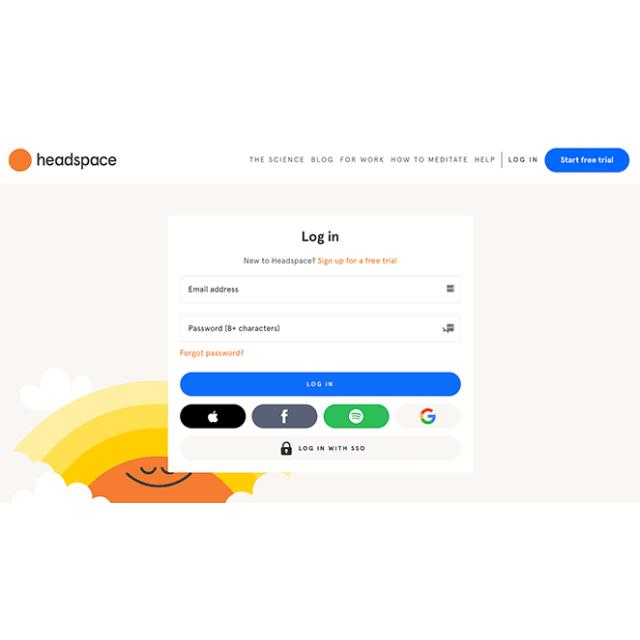 headspace
THE SCIENCE BLOG FOR WORK HOW TO MEDITATE HELP LOG IN Start free trial
Log in
New to Headspace? Sign up for a free trial
Email address
Password (8+ characters)
Forgot password?
LOG IN
LOG IN WITH SSO